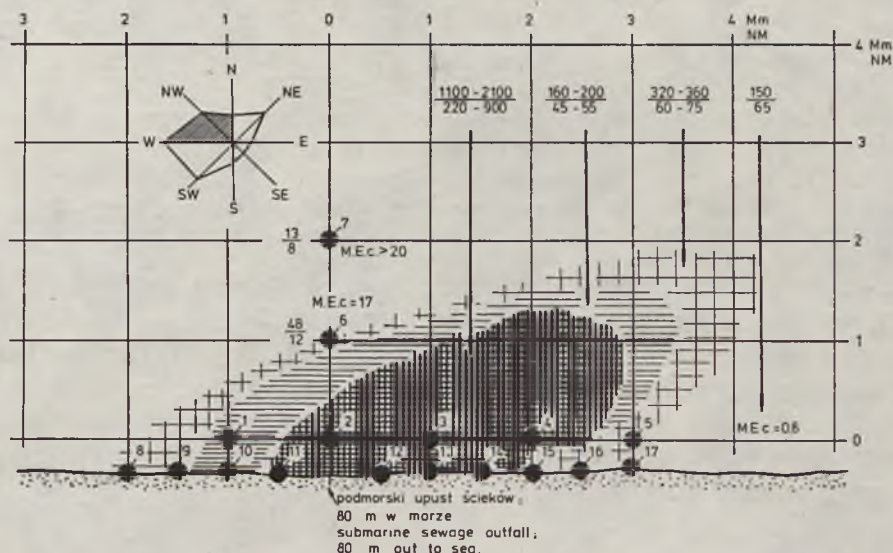 3 2 1 0 1 2 3 4 Mm
NM
4 Mm
NM
N
NW NE
W E
SW SE
S
1100 - 2100
220 - 900
160 - 200
45 - 55
320 - 360
60 - 75
150
65
3
13
8
7
M.E.c. > 20
2
M.E.c = 17
48
12
6
1
1 2 3 4 5
M.E.c = 0.6
0
8 9 10 11 12 13 14 15 16 17
podmorski upust ścieków;
80 m w morze
submarine sewage outfall;
80 m out to sea.